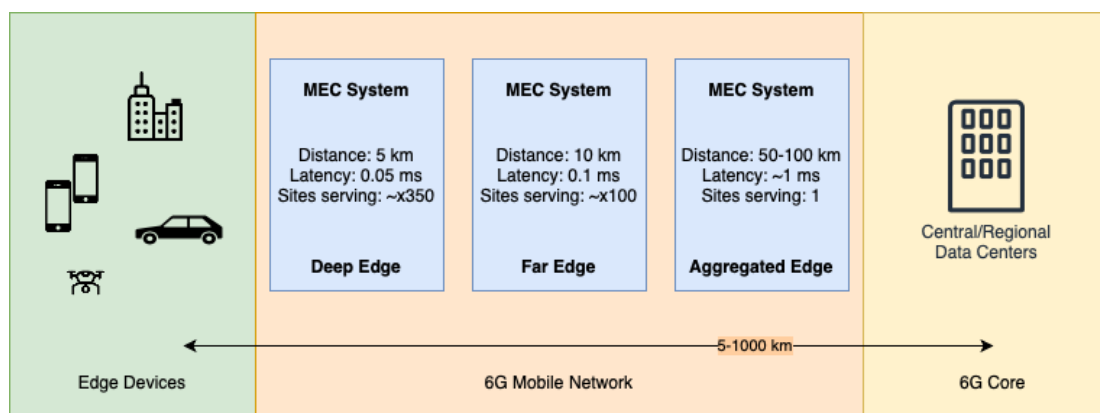 MEC System
Distance: 5 km
Latency: 0.05 ms
Sites serving: ~x350
Deep Edge
MEC System
Distance: 10 km
Latency: 0.1 ms
Sites serving: ~x100
Far Edge
MEC System
Distance: 50-100 km
Latency: ~1 ms
Sites serving: 1
Aggregated Edge
Central/Regional
Data Centers
5-1000 km
Edge Devices
6G Mobile Network
6G Core